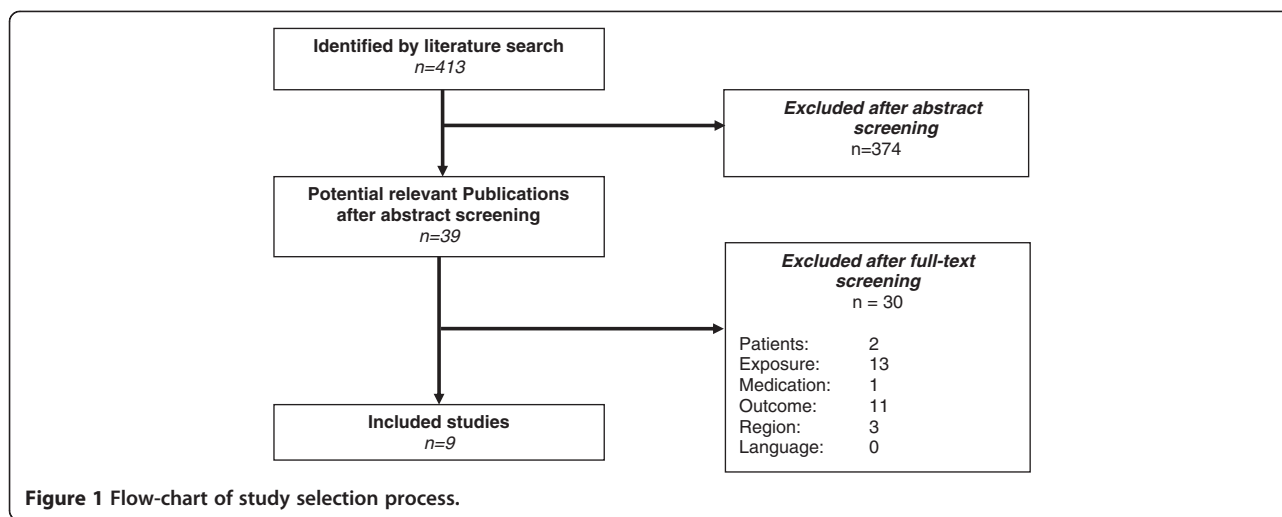 Identified by literature search
n=413
Excluded after abstract
screening
n=374
Potential relevant Publications
after abstract screening
n=39
Excluded after full-text
screening
n = 30
Patients: 2
Exposure: 13
Medication: 1
Outcome: 11
Region: 3
Language: 0
Included studies
n=9
Figure 1 Flow-chart of study selection process.